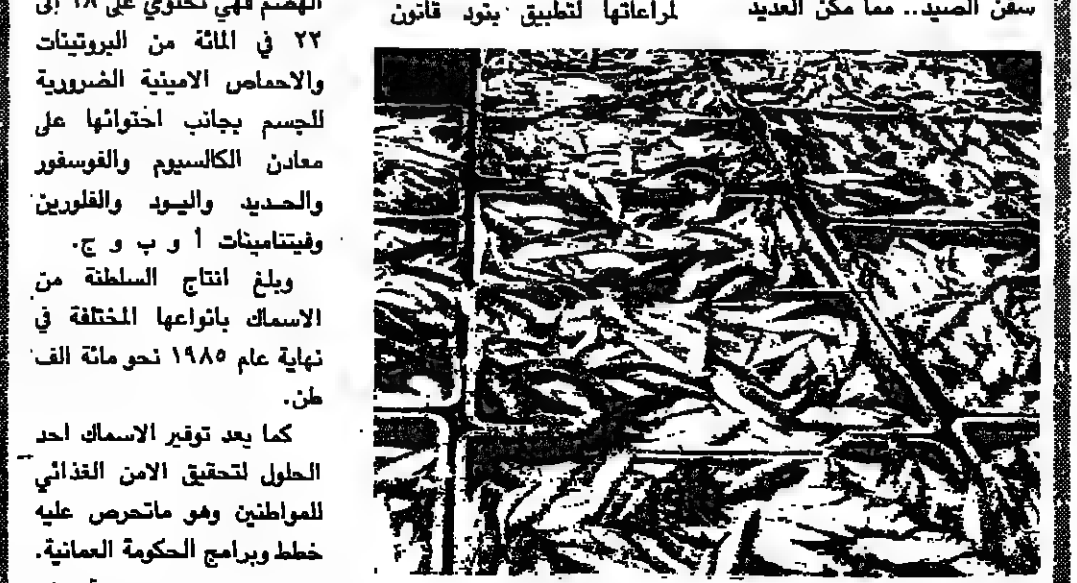 سفن الصيد.. مما مكن العديد
لمراعاتها لتطبيق بنود قانون
الهضم فهي تحتوي على ١٨ إلى
٢٢ في المائة من البروتينات
والاحماض الامينية الضرورية
للجسم بجانب احتوائها على
معادن الكالسيوم والفوسفور
والحديد واليود والفلورين
وفيتنامينات أ و ب و ج.
وبلغ انتاج السلطنة من
الاسماك بانواعها المختلفة في
نهاية عام ١٩٨٥ نحو مائة الف
طن.
كما يعد توفير الاسماك احد
الحلول لتحقيق الامن الغذائي
للمواطنين وهو ماتحرص عليه
خطط وبرامج الحكومة العمانية.